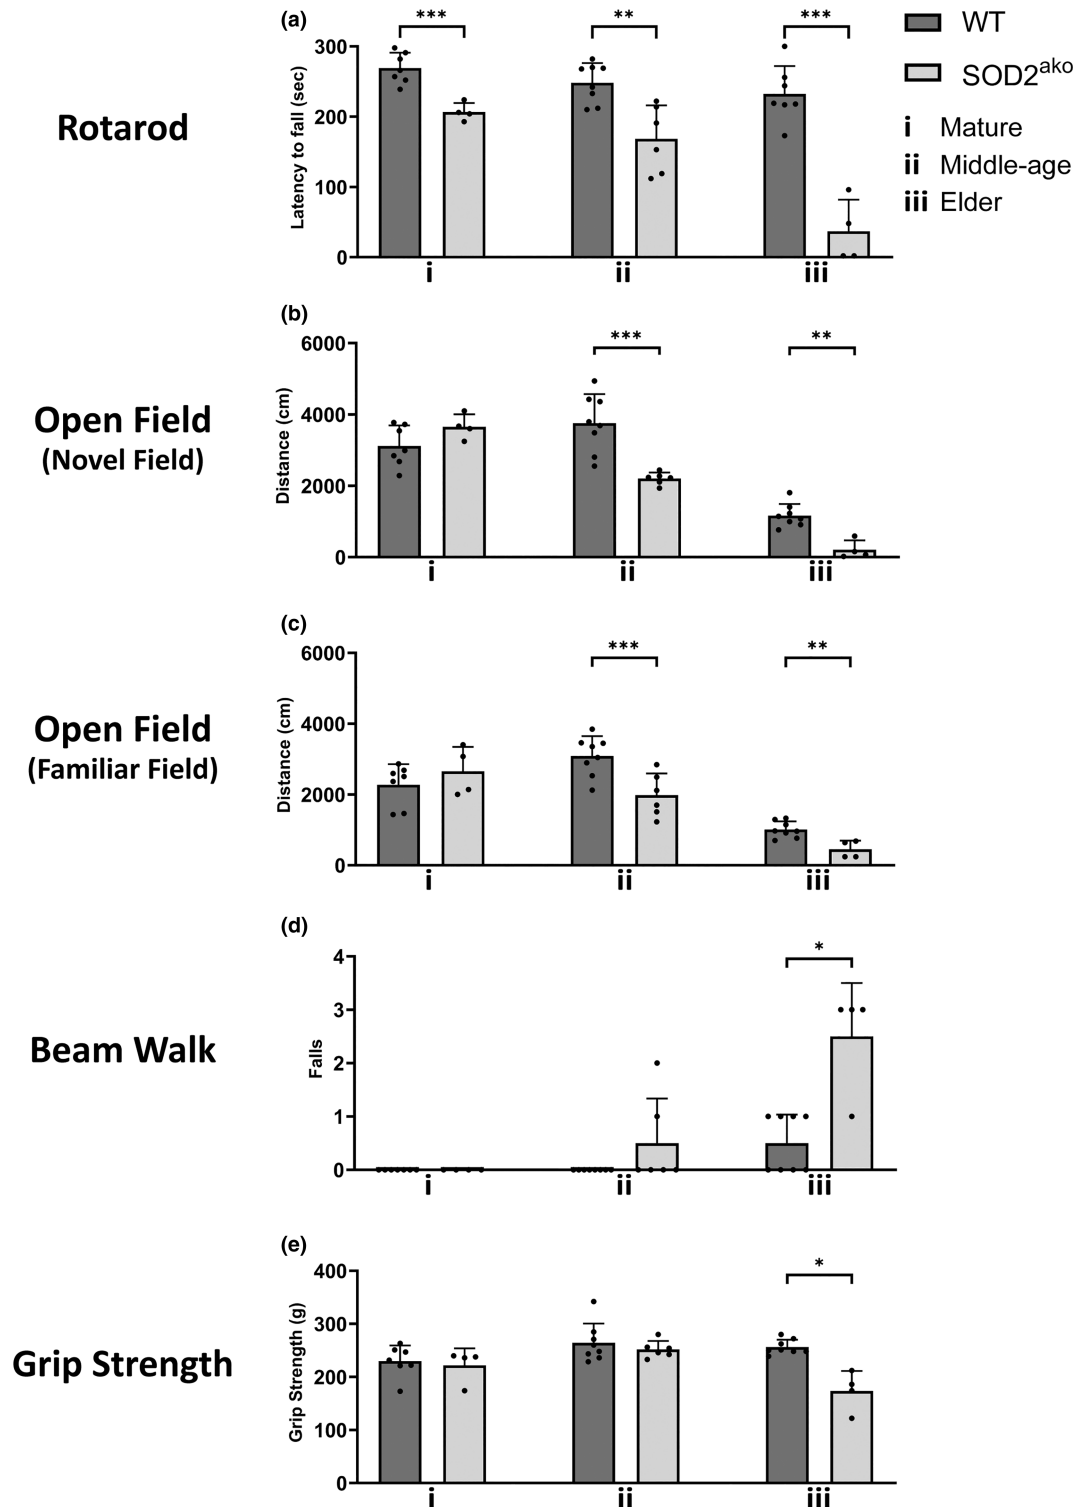 (a)
*** ** ***
WT
SOD2ako
i Mature
ii Middle-age
iii Elder
Rotarod
Latency to fall (sec)
300
200
100
0
i ii iii
(b)
*** **
Open Field
(Novel Field)
Distance (cm)
6000
4000
2000
0
i ii iii
(c)
*** **
Open Field
(Familiar Field)
Distance (cm)
6000
4000
2000
0
i ii iii
(d)
*
Beam Walk
Falls
4
3
2
1
0
i ii iii
(e)
*
Grip Strength
Grip Strength (g)
400
300
200
100
0
i ii iii